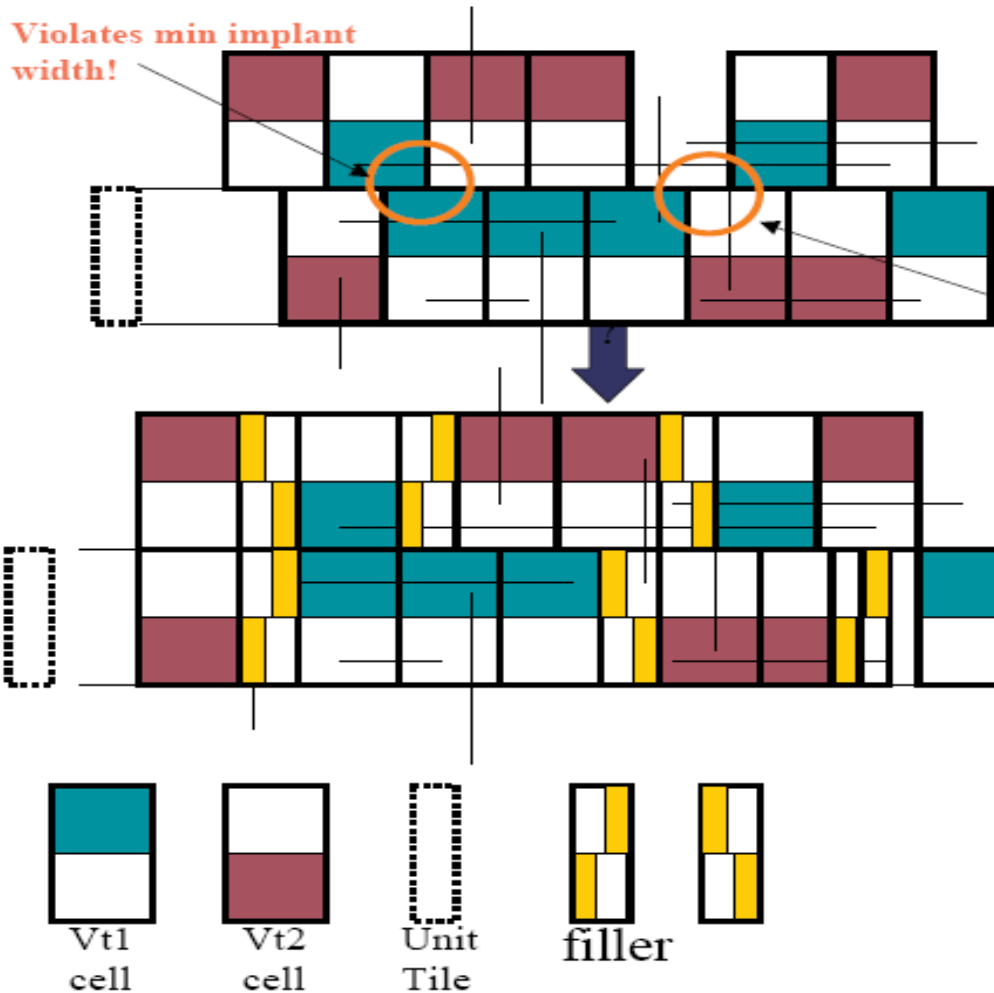 Violates min implant
width!
?
Vt1
cell
Vt2
cell
Unit
Tile
filler